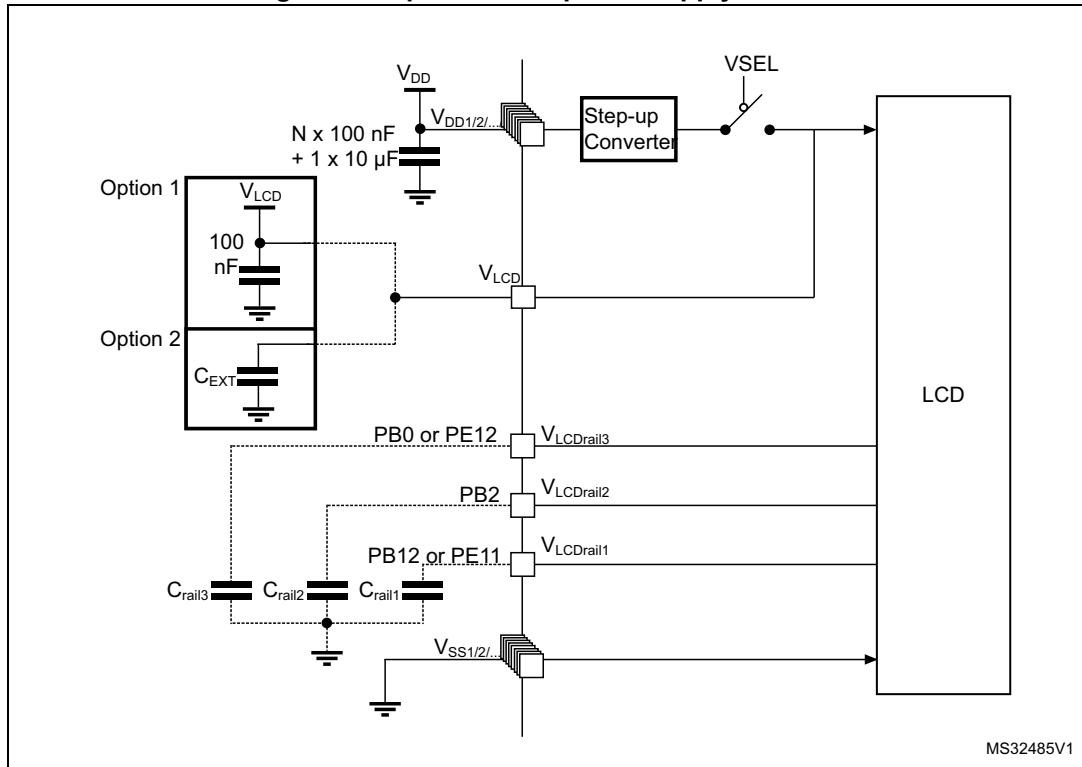 VSEL
VDD
VDD1/2/...
Step-up
Converter
N x 100 nF
+ 1 x 10 µF
Option 1
VLCD
100
nF
VLCD
Option 2
CEXT
LCD
PB0 or PE12
VLCDrail3
PB2
VLCDrail2
PB12 or PE11
VLCDrail1
Crail3
Crail2
Crail1
VSS1/2/...
MS32485V1